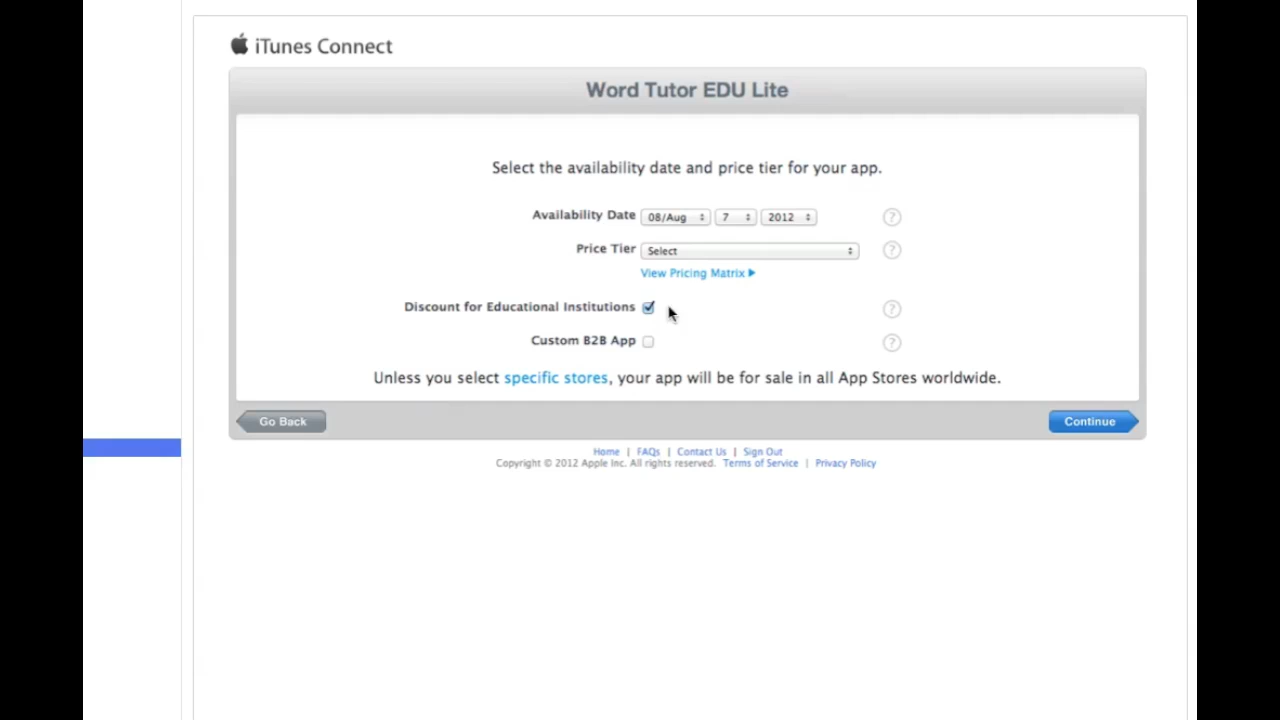 iTunes Connect
Word Tutor EDU Lite
Select the availability date and price tier for your app.
Availability Date 08/Aug 7 2012 ?
Price Tier Select ?
View Pricing Matrix
Discount for Educational Institutions ?
Custom B2B App ?
Unless you select specific stores, your app will be for sale in all App Stores worldwide.
Go Back Continue
Home | FAQs | Contact Us | Sign Out
Copyright © 2012 Apple Inc. All rights reserved. Terms of Service | Privacy Policy